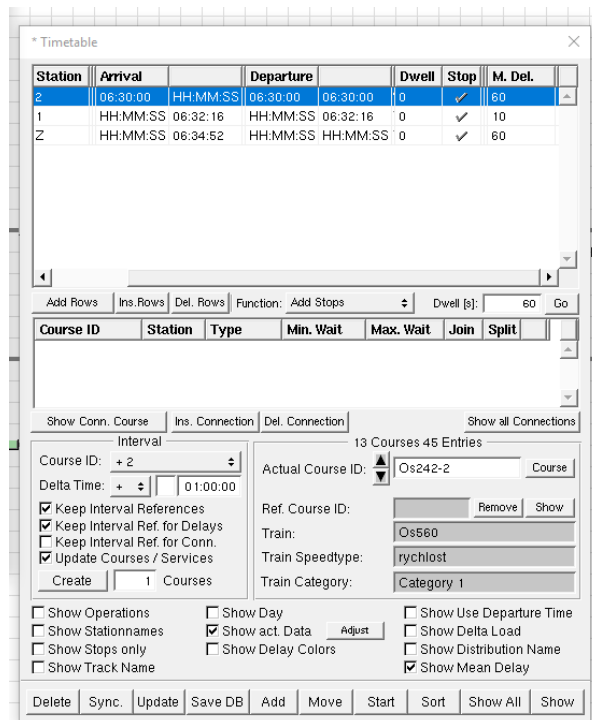 * Timetable
Station Arrival Departure Dwell Stop M. Del.
2 06:30:00 HH:MM:SS 06:30:00 06:30:00 0 ✓ 60
1 HH:MM:SS 06:32:16 HH:MM:SS 06:32:16 0 ✓ 10
Z HH:MM:SS 06:34:52 HH:MM:SS HH:MM:SS 0 ✓ 60
Add Rows Ins.Rows Del. Rows Function: Add Stops Dwell [s]: 60 Go
Course ID Station Type Min. Wait Max. Wait Join Split
Show Conn. Course Ins. Connection Del. Connection Show all Connections
Interval
Course ID: + 2
Delta Time: + 01:00:00
Keep Interval References
Keep Interval Ref. for Delays
Keep Interval Ref. for Conn.
Update Courses / Services
Create 1 Courses
13 Courses 45 Entries
Actual Course ID: Os242-2 Course
Ref. Course ID: Remove Show
Train: Os560
Train Speedtype: rychlost
Train Category: Category 1
Show Operations Show Day Show Use Departure Time
Show Stationnames Show act. Data Adjust Show Delta Load
Show Stops only Show Delay Colors Show Distribution Name
Show Track Name Show Mean Delay
Delete Sync. Update Save DB Add Move Start Sort Show All Show